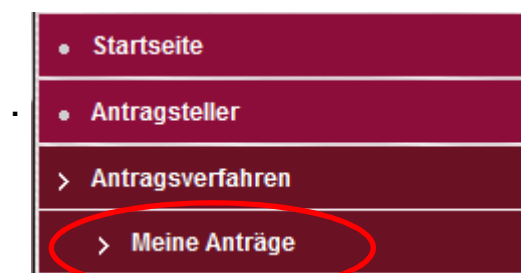 Startseite
Antragsteller
Antragsverfahren
Meine Anträge